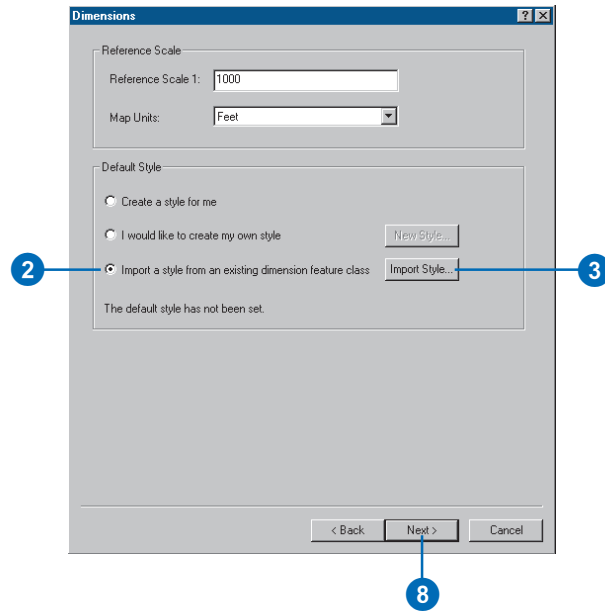 Dimensions
Reference Scale
Reference Scale 1: 1000
Map Units: Feet
Default Style
Create a style for me
I would like to create my own style New Style...
2 Import a style from an existing dimension feature class Import Style... 3
The default style has not been set.
< Back Next > Cancel
8